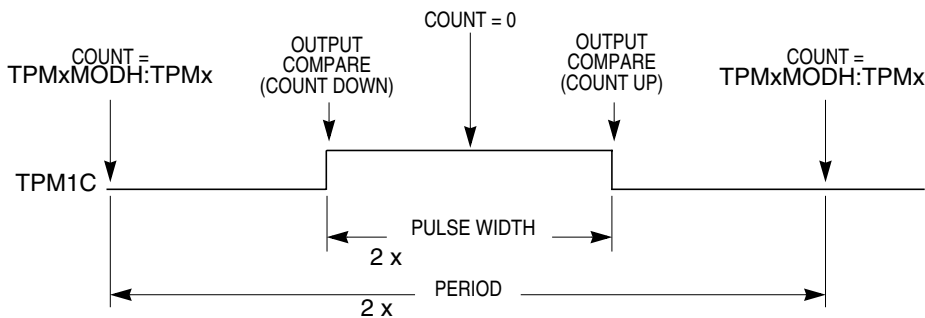 COUNT = 0
COUNT =
TPMxMODH:TPMx
OUTPUT
COMPARE
(COUNT DOWN)
OUTPUT
COMPARE
(COUNT UP)
COUNT =
TPMxMODH:TPMx
TPM1C
PULSE WIDTH
2 x
PERIOD
2 x